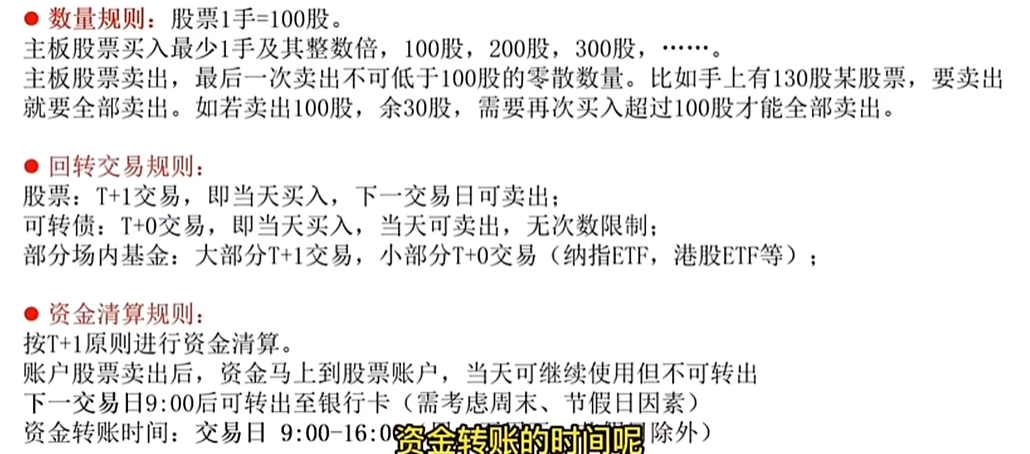 ● 数量规则：股票1手=100股。
主板股票买入最少1手及其整数倍，100股，200股，300股，……。
主板股票卖出，最后一次卖出不可低于100股的零散数量。比如手上有130股某股票，要卖出
就要全部卖出。如若卖出100股，余30股，需要再次买入超过100股才能全部卖出。
● 回转交易规则：
股票：T+1交易，即当天买入，下一交易日可卖出；
可转债：T+0交易，即当天买入，当天可卖出，无次数限制；
部分场内基金：大部分T+1交易，小部分T+0交易（纳指ETF，港股ETF等）；
● 资金清算规则：
按T+1原则进行资金清算。
账户股票卖出后，资金马上到股票账户，当天可继续使用但不可转出
下一交易日9:00后可转出至银行卡（需考虑周末、节假日因素）
资金转账时间：交易日 9:00-16:00 除外）
资金转账的时间呢